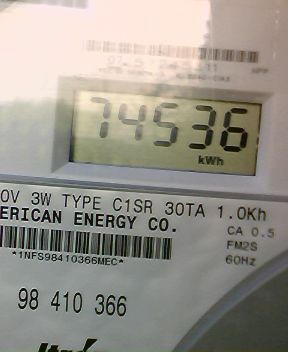 74536
kWh
0V 3W TYPE C1SR 30TA 1.0Kh
ERICAN ENERGY CO.
CA 0.5
FM2S
*1NFS98410366MEC*
60Hz
98 410 366